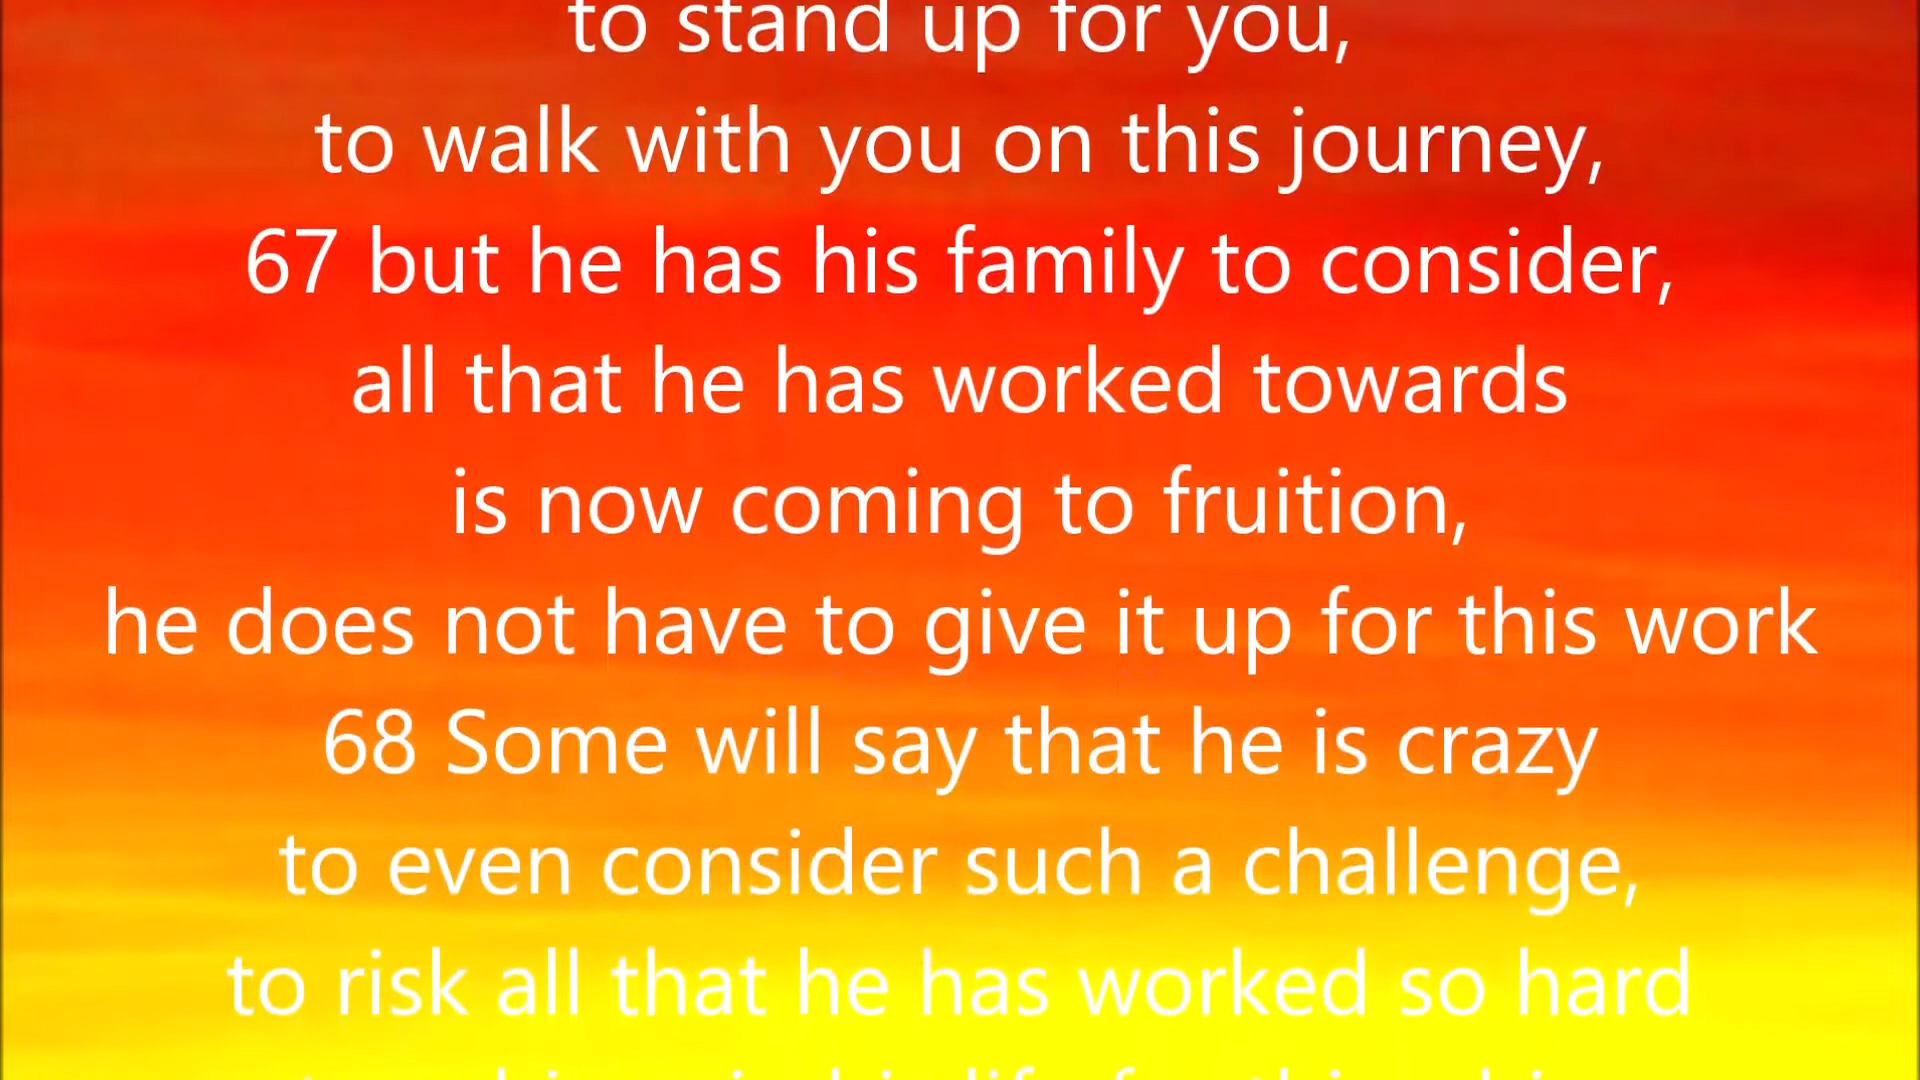 to stand up for you,
to walk with you on this journey,
67 but he has his family to consider,
all that he has worked towards
is now coming to fruition,
he does not have to give it up for this work
68 Some will say that he is crazy
to even consider such a challenge,
to risk all that he has worked so hard